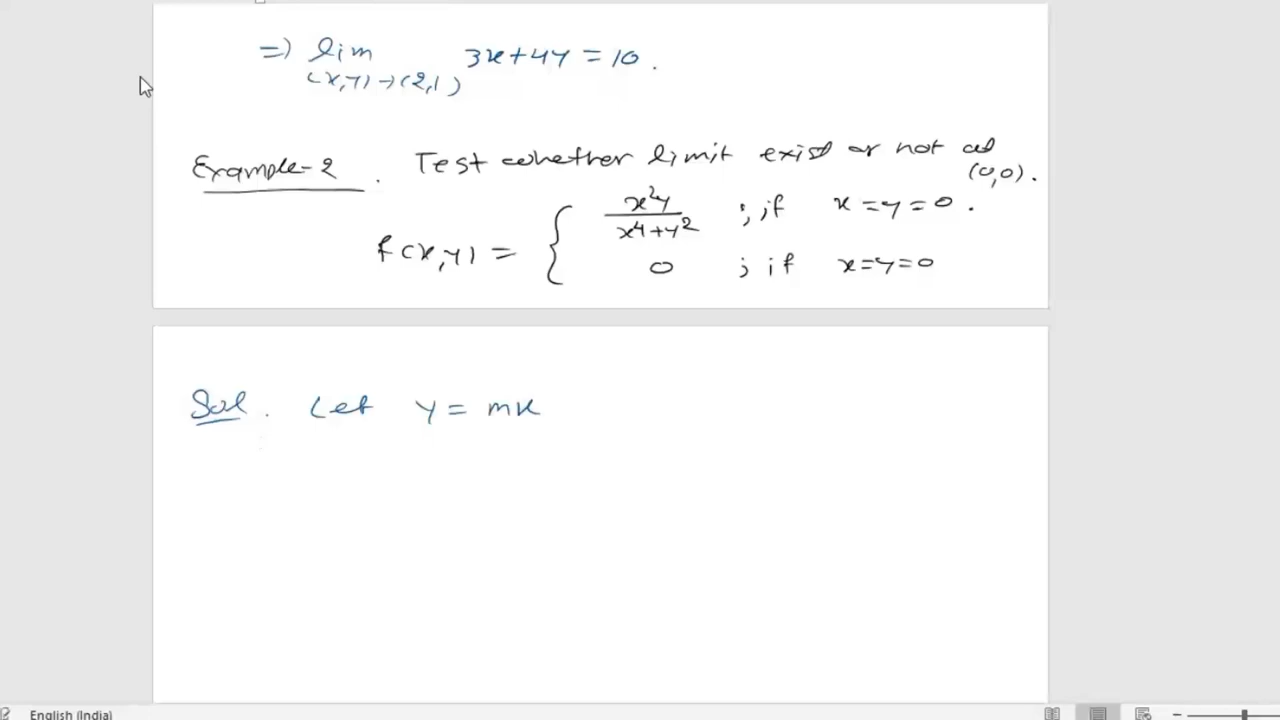 =) lim 3x+4y = 10 .
(x,y)→(2,1)
Example-2 . Test whether limit exist or not at
(0,0).
f(x,y) = { x²y/x⁴+y² ; if x=y=0 .
0 ; if x=y=0
Sol . Let y = mx
English (India)